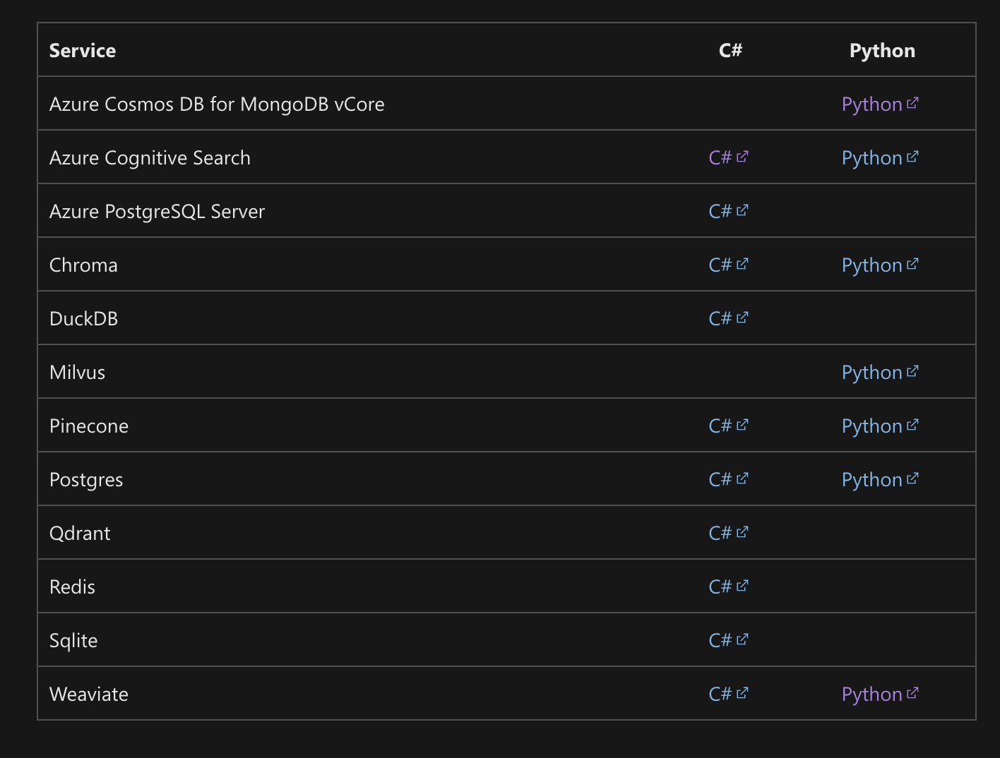 Service C# Python
Azure Cosmos DB for MongoDB vCore Python
Azure Cognitive Search C# Python
Azure PostgreSQL Server C#
Chroma C# Python
DuckDB C#
Milvus Python
Pinecone C# Python
Postgres C# Python
Qdrant C#
Redis C#
Sqlite C#
Weaviate C# Python